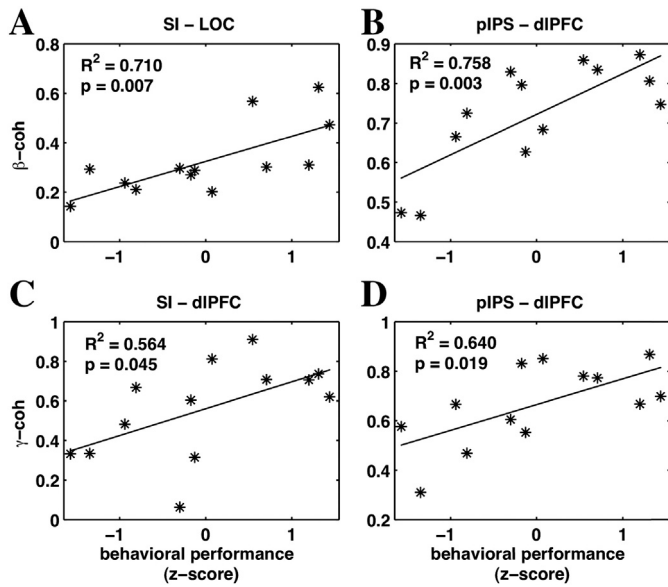 A
SI – LOC
R² = 0.710
p = 0.007
0.8
0.6
0.4
0.2
0
β–coh
−1
0
1
B
pIPS – dlPFC
R² = 0.758
p = 0.003
0.9
0.8
0.7
0.6
0.5
0.4
−1
0
1
C
SI – dlPFC
R² = 0.564
p = 0.045
1
0.8
0.6
0.4
0.2
0
γ–coh
−1
0
1
behavioral performance
(z–score)
D
pIPS – dlPFC
R² = 0.640
p = 0.019
1
0.8
0.6
0.4
0.2
−1
0
1
behavioral performance
(z–score)